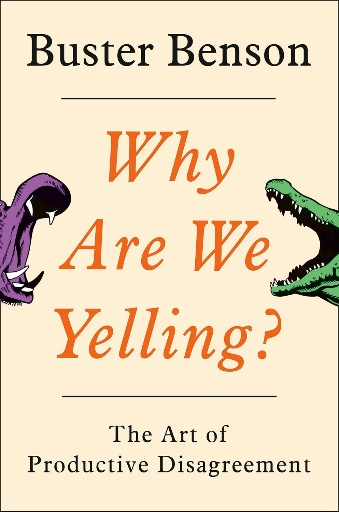 Buster Benson
Why
Are We
Yelling?
The Art of
Productive Disagreement